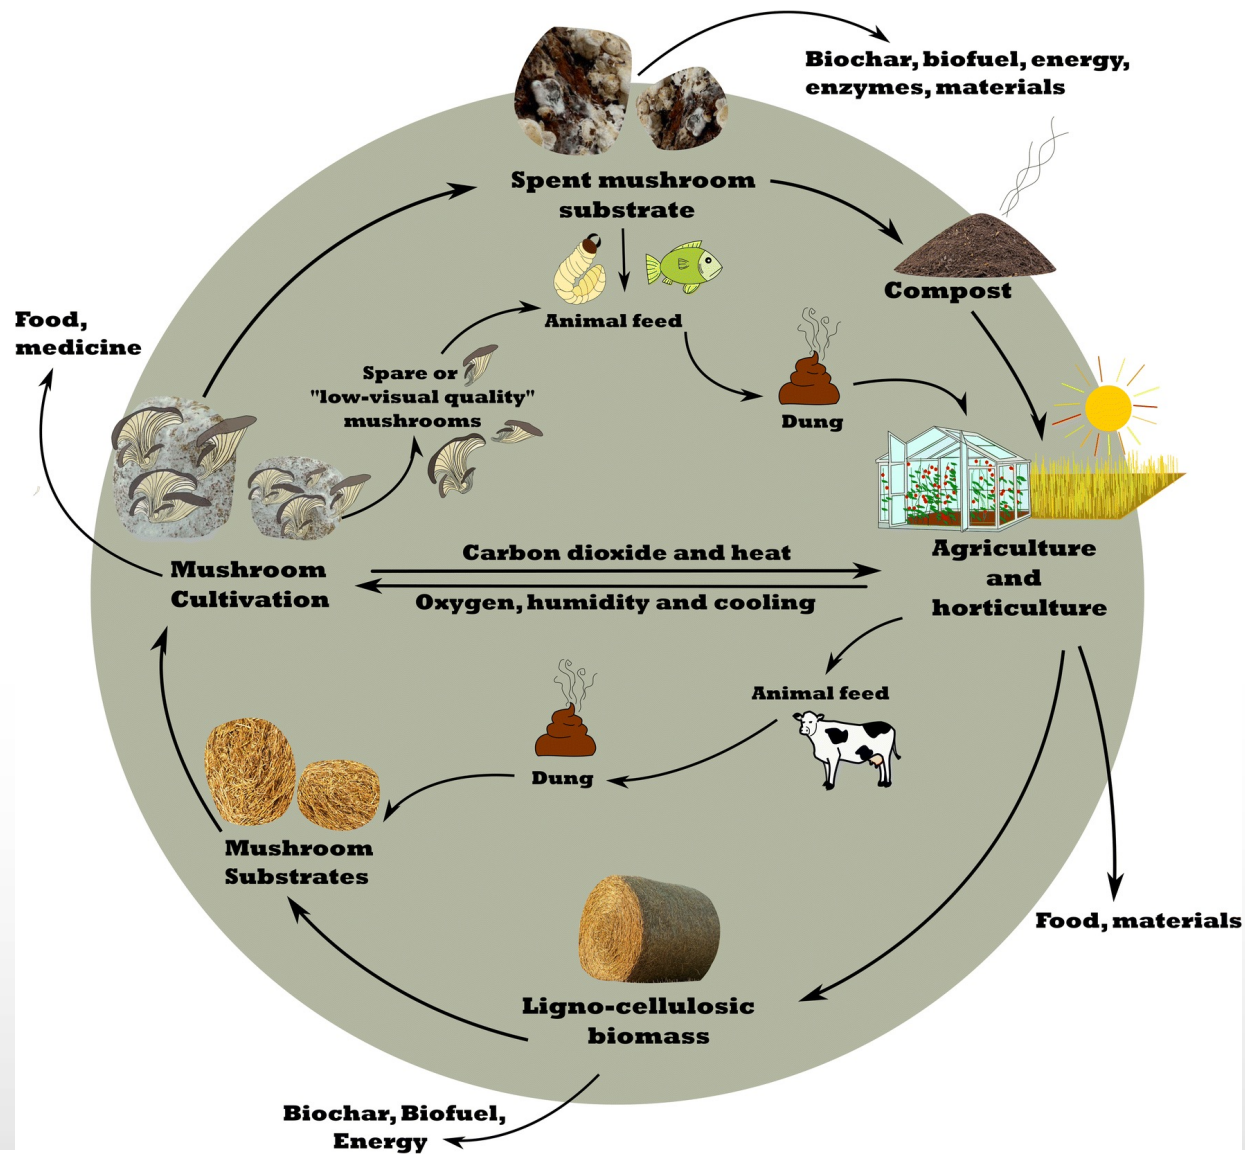 Biochar, biofuel, energy,
enzymes, materials
Spent mushroom
substrate
Compost
Animal feed
Food,
medicine
Spare or
"low-visual quality"
mushrooms
Dung
Carbon dioxide and heat
Agriculture
and
horticulture
Mushroom
Cultivation
Oxygen, humidity and cooling
Animal feed
Dung
Mushroom
Substrates
Food, materials
Ligno-cellulosic
biomass
Biochar, Biofuel,
Energy